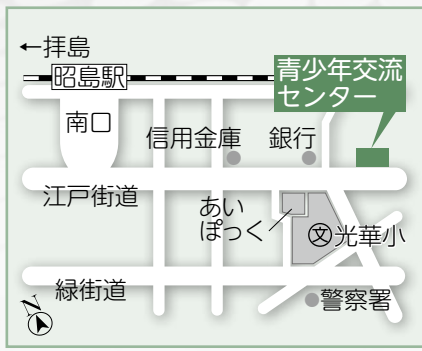 ←拝島
昭島駅
青少年交流
センター
南口
信用金庫
銀行
江戸街道
あい
ぽっく
文光華小
緑街道
警察署
N